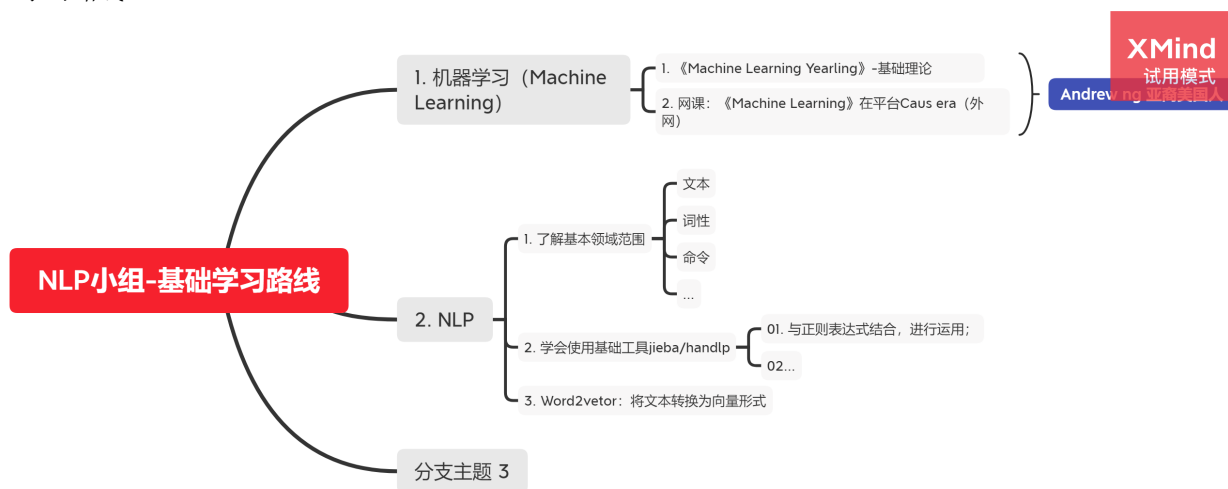 XMind
试用模式
1. 机器学习（Machine
Learning）
1. 《Machine Learning Yearling》-基础理论
2. 网课：《Machine Learning》在平台Caus era（外
网）
Andrew ng 亚裔美国人
文本
词性
1. 了解基本领域范围
命令
...
NLP小组-基础学习路线
2. NLP
01. 与正则表达式结合，进行运用；
2. 学会使用基础工具jieba/handlp
02...
3. Word2vetor：将文本转换为向量形式
分支主题 3